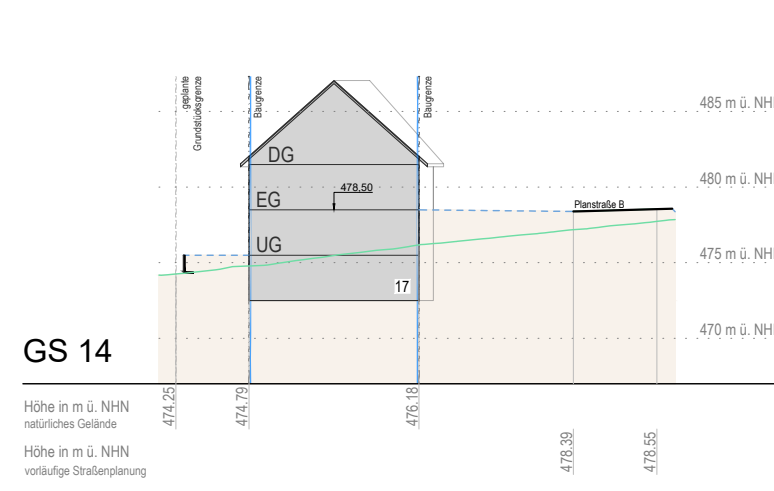 geplante
Grundstücksgrenze
Baugrenze
Baugrenze
485 m ü. NHN
DG
480 m ü. NHN
478,50
EG
Planstraße B
UG
475 m ü. NHN
17
470 m ü. NHN
GS 14
Höhe in m ü. NHN
natürliches Gelände
474.25
474.79
476.18
Höhe in m ü. NHN
vorläufige Straßenplanung
478.39
478.55